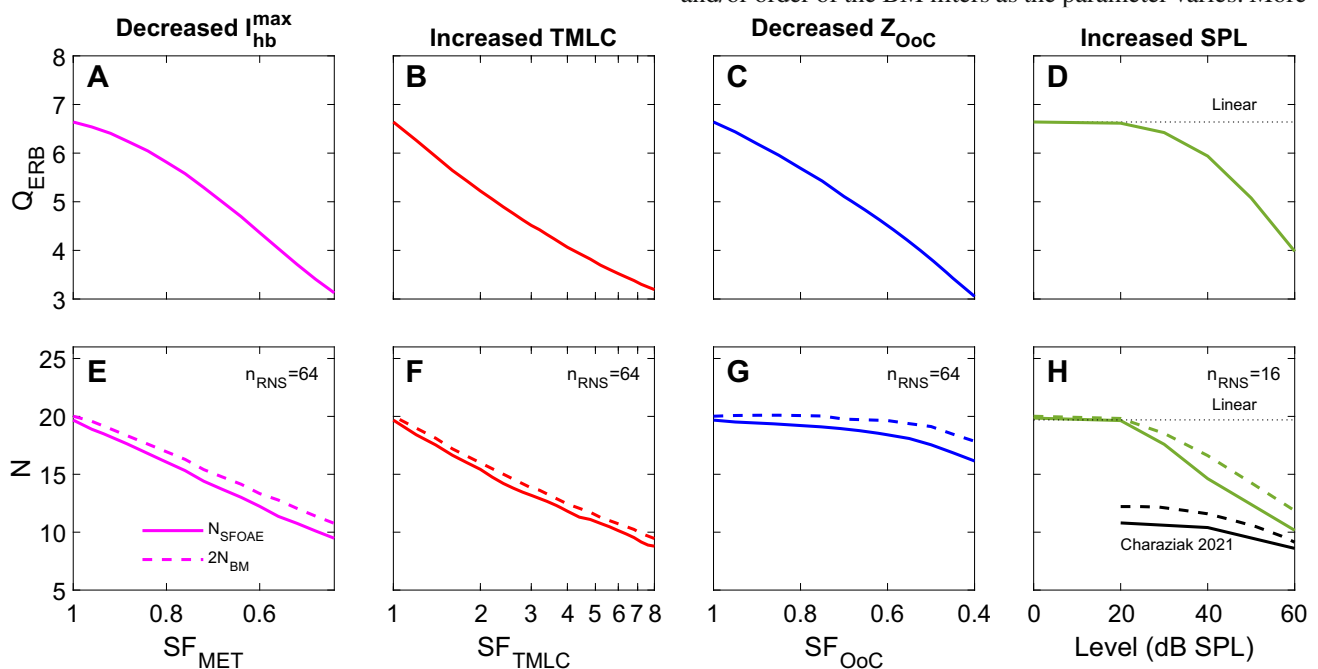 and/or order of the BM filters as the parameter varies. More
Decreased I_hb^max
Increased TMLC
Decreased Z_OoC
Increased SPL
A
B
C
D
Linear
8
7
6
5
4
3
Q_ERB
E
F
G
H
n_RNS=64
n_RNS=64
n_RNS=64
n_RNS=16
Linear
N_SFOAE
2N_BM
Charaziak 2021
25
20
15
10
5
N
1 0.8 0.6
1 2 3 4 5 6 7 8
1 0.8 0.6 0.4
0 20 40 60
SF_MET
SF_TMLC
SF_OoC
Level (dB SPL)